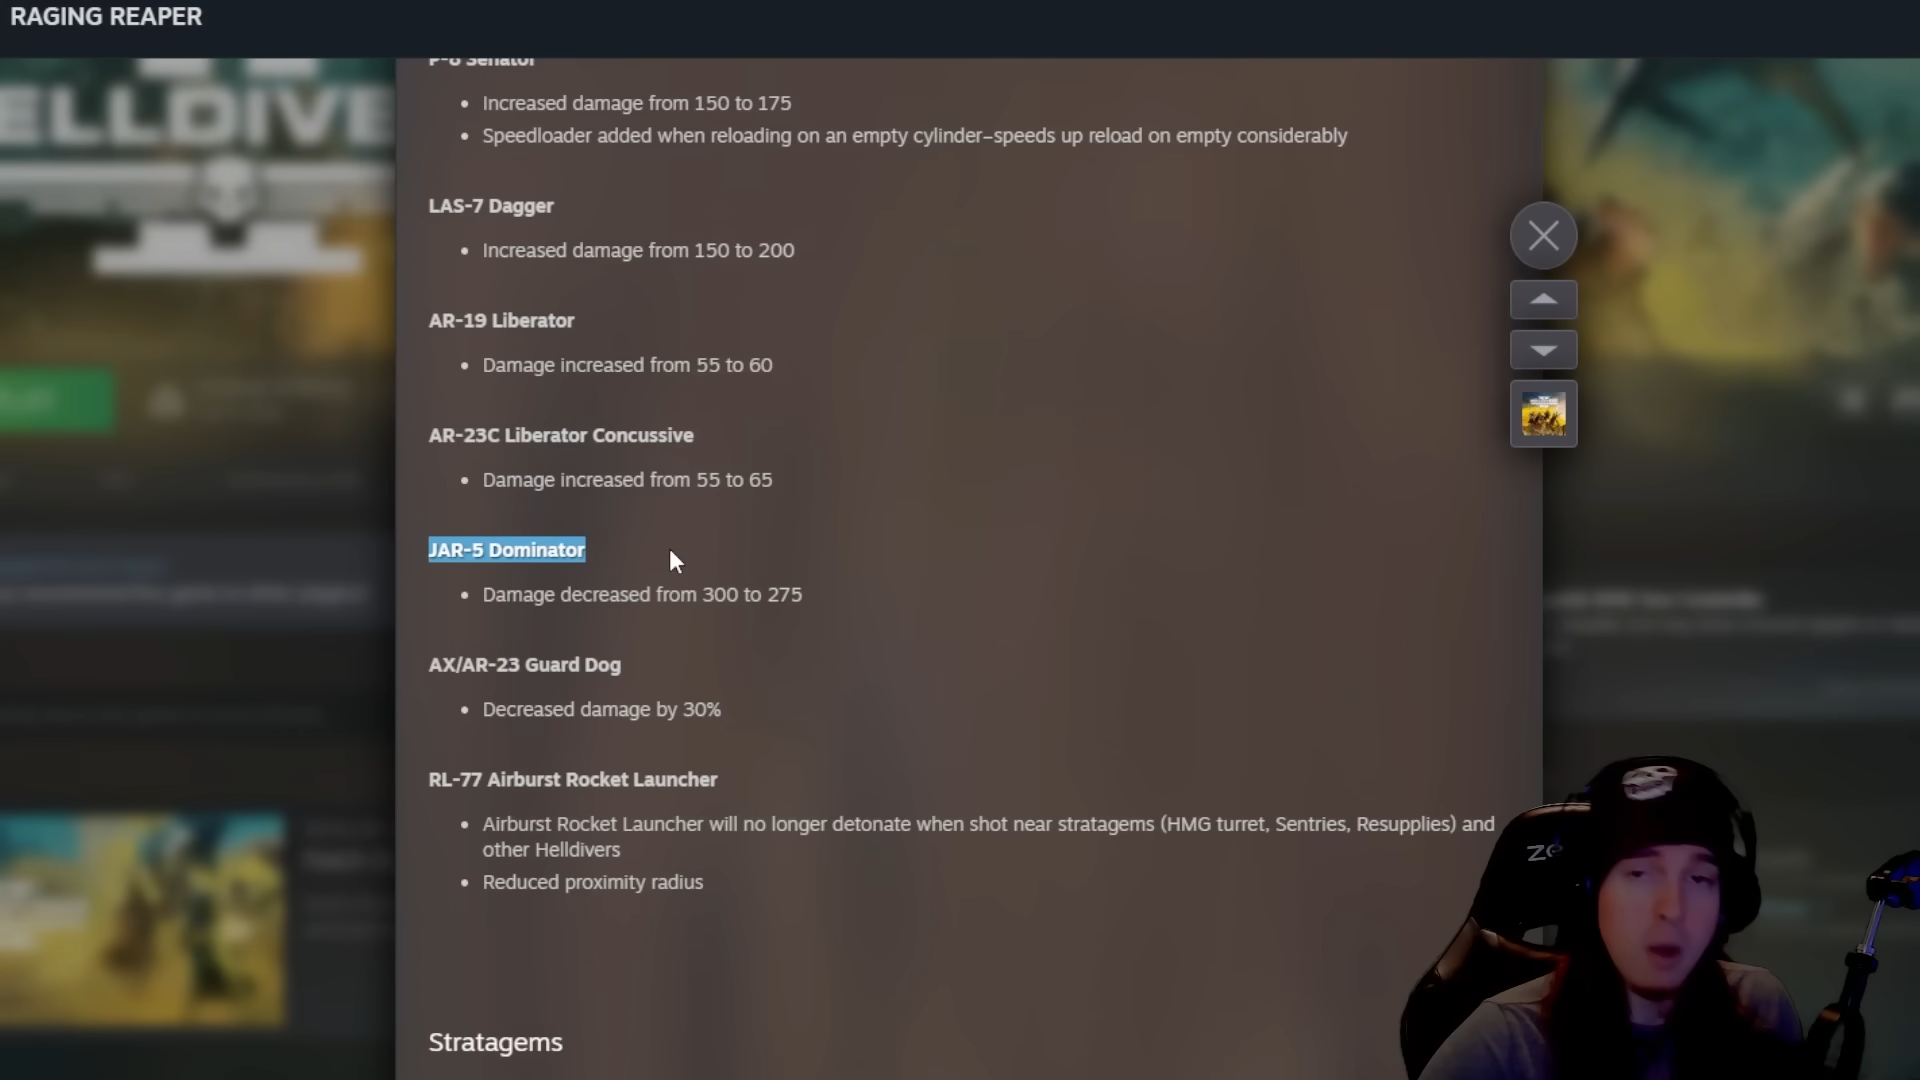 RAGING REAPER
P-8 Senator
• Increased damage from 150 to 175
• Speedloader added when reloading on an empty cylinder–speeds up reload on empty considerably
LAS-7 Dagger
• Increased damage from 150 to 200
AR-19 Liberator
• Damage increased from 55 to 60
AR-23C Liberator Concussive
• Damage increased from 55 to 65
JAR-5 Dominator
• Damage decreased from 300 to 275
AX/AR-23 Guard Dog
• Decreased damage by 30%
RL-77 Airburst Rocket Launcher
• Airburst Rocket Launcher will no longer detonate when shot near stratagems (HMG turret, Sentries, Resupplies) and
other Helldivers
• Reduced proximity radius
Stratagems
ELLDIVE